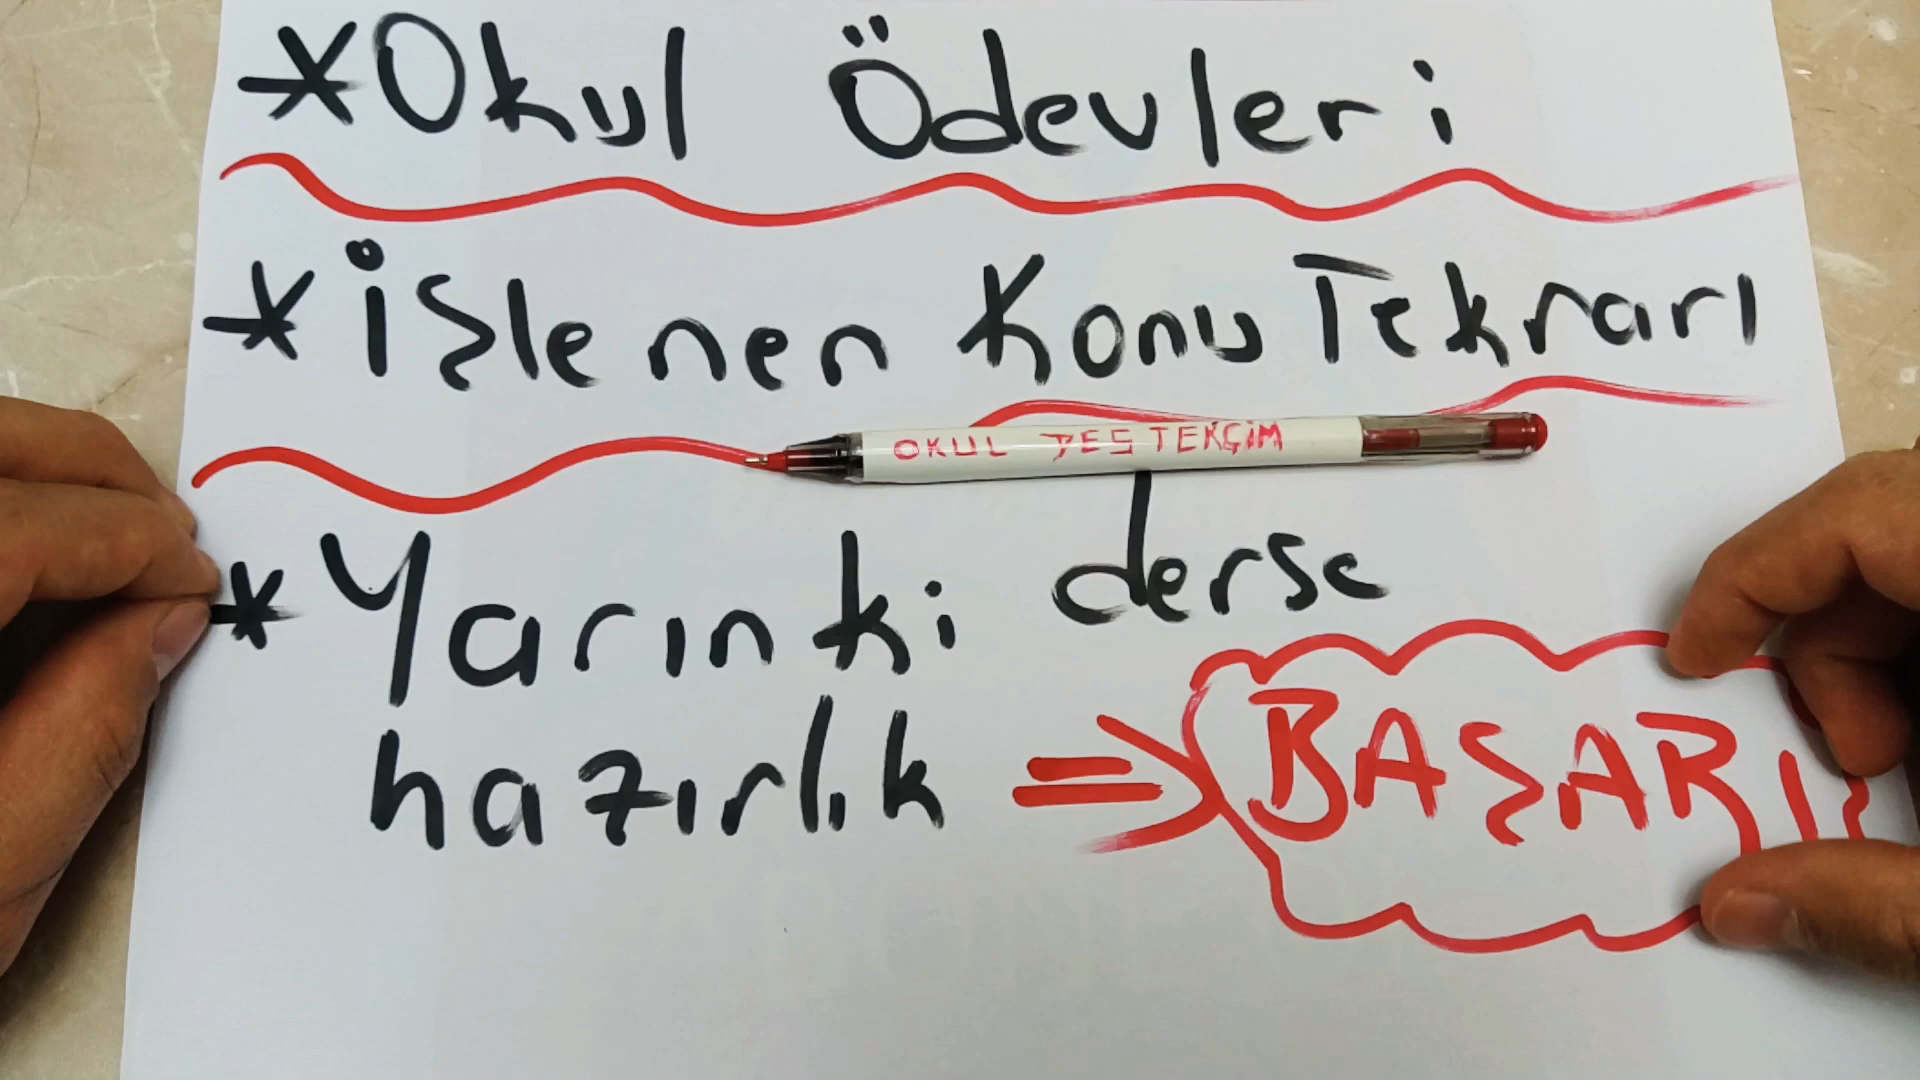 *Okul Ödevleri
*İşlenen Konu Tekrarı
OKUL DESTEKÇİM
*Yarınki derse
hazırlık ⇒ BAŞARI